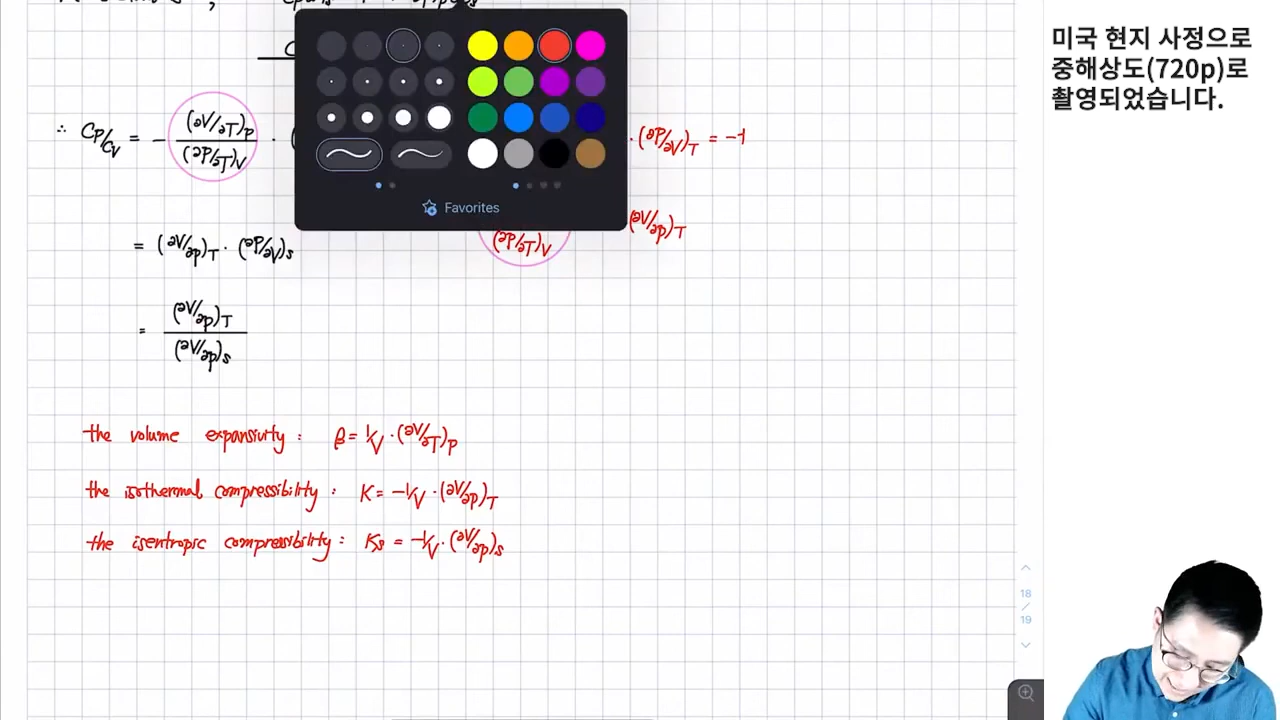 미국 현지 사정으로
중해상도(720p)로
촬영되었습니다.
Favorites
∴ Cp/Cv = − (∂V/∂T)p / (∂P/∂T)v · (
· (∂P/∂V)T = −1
(∂P/∂T)v
(∂V/∂p)T
= (∂V/∂p)T · (∂P/∂V)s
= (∂V/∂p)T / (∂V/∂p)s
the volume expansivity : β = 1/V · (∂V/∂T)p
the isothermal compressibility : K = −1/V · (∂V/∂p)T
the isentropic compressibility : Ks = −1/V · (∂V/∂p)s
18
/
19